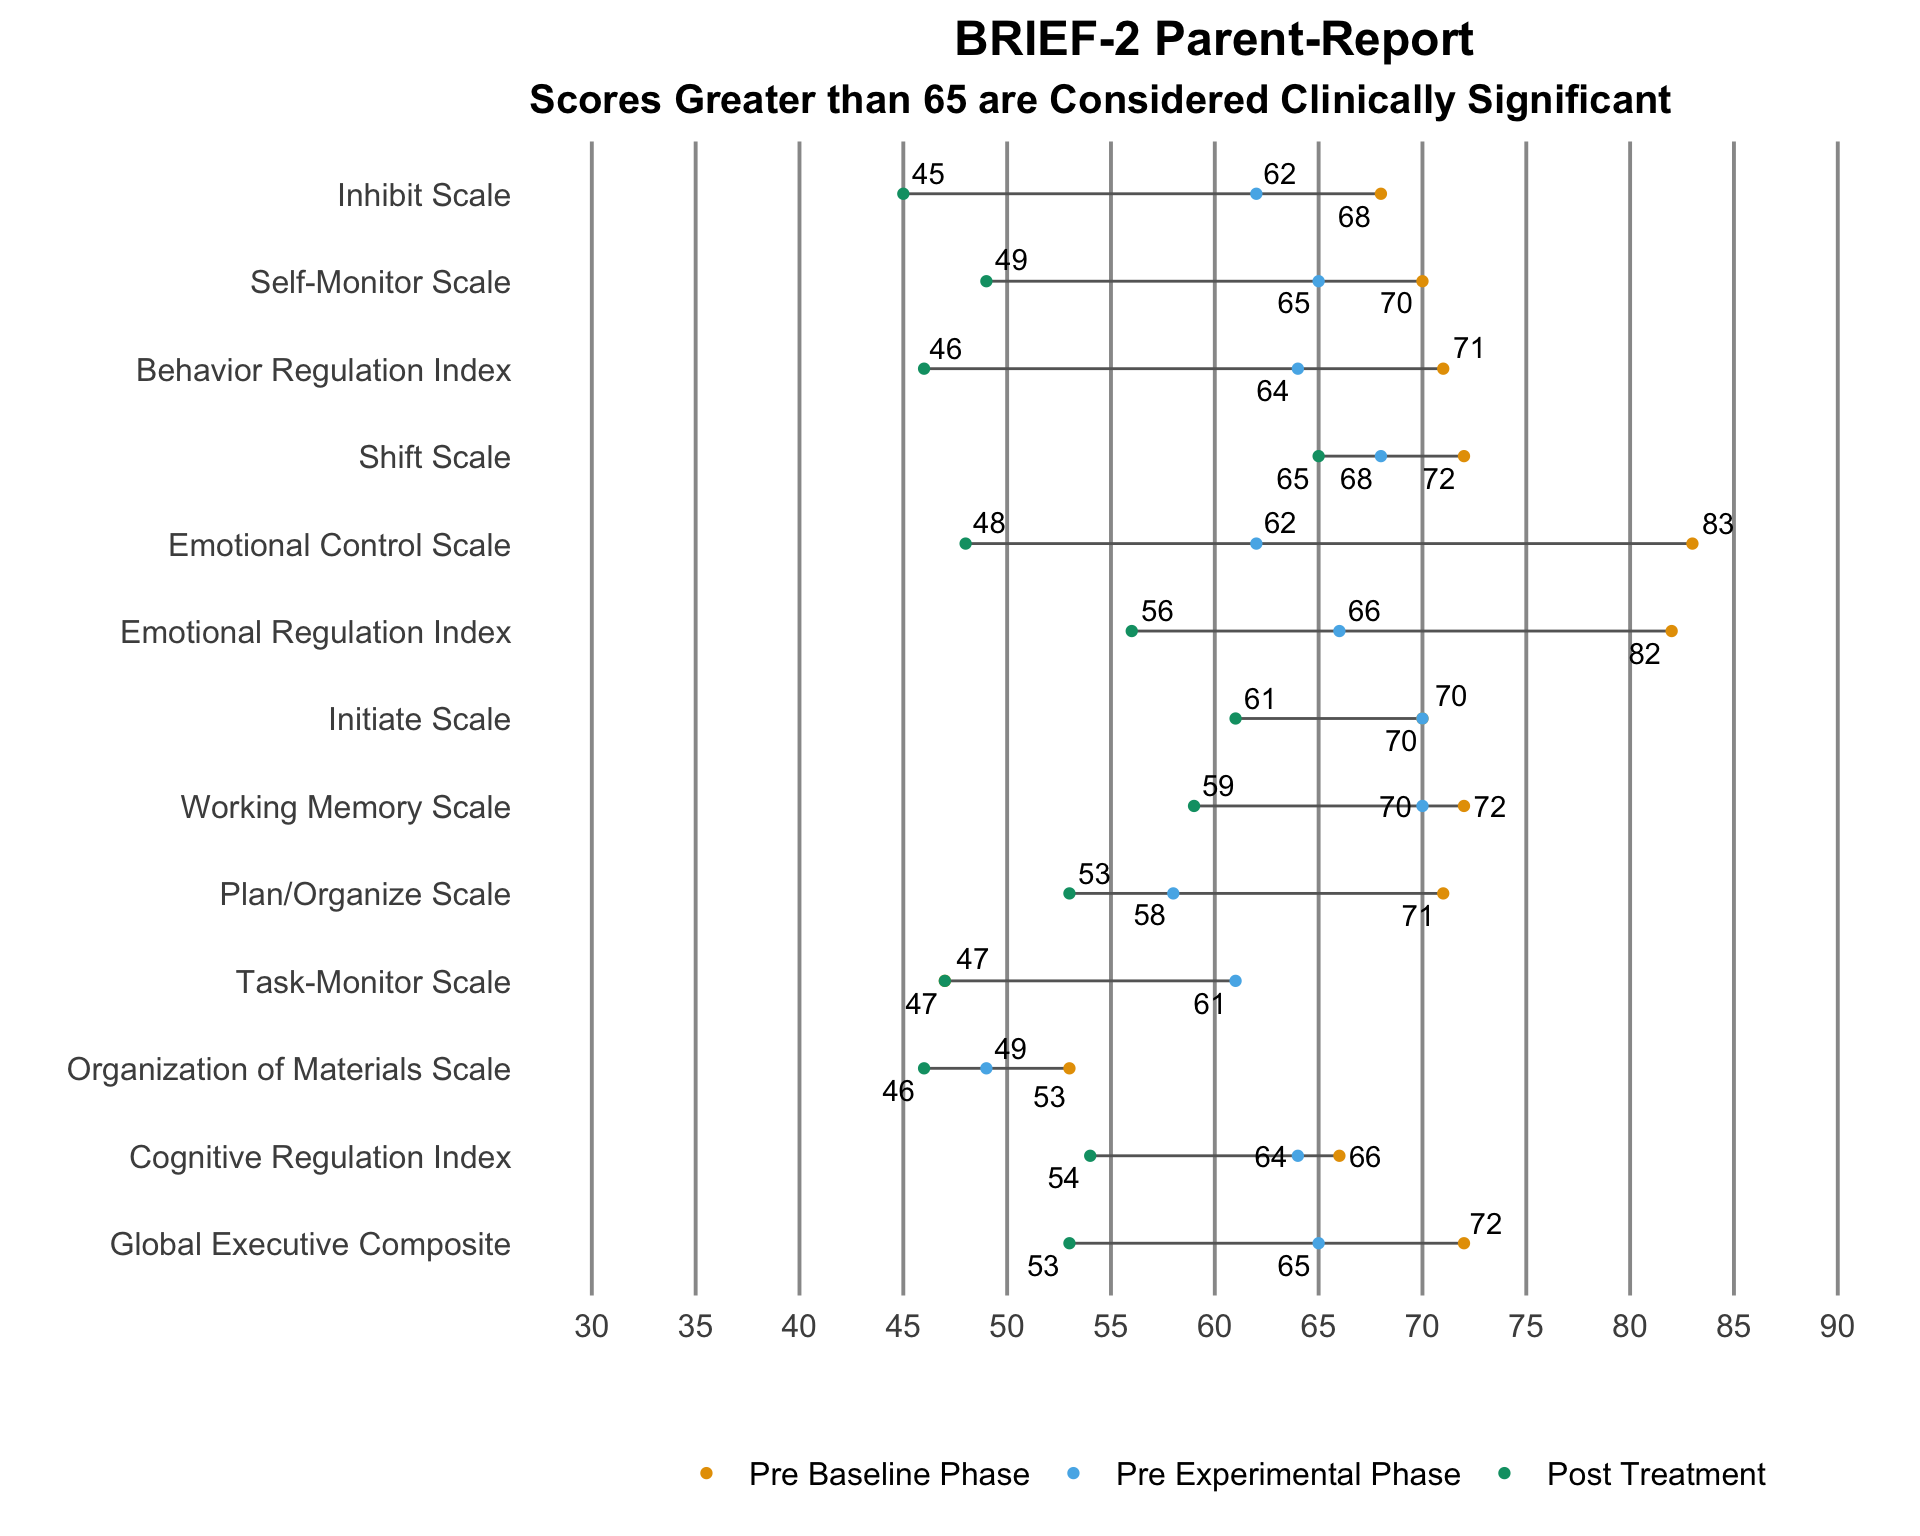 BRIEF-2 Parent-Report
Scores Greater than 65 are Considered Clinically Significant
Inhibit Scale 45 62 68
Self-Monitor Scale 49 65 70
Behavior Regulation Index 46 64 71
Shift Scale 65 68 72
Emotional Control Scale 48 62 83
Emotional Regulation Index 56 66 82
Initiate Scale 61 70 70
Working Memory Scale 59 70 72
Plan/Organize Scale 53 58 71
Task-Monitor Scale 47 47 61
Organization of Materials Scale 46 49 53
Cognitive Regulation Index 54 64 66
Global Executive Composite 53 65 72
30 35 40 45 50 55 60 65 70 75 80 85 90
Pre Baseline Phase Pre Experimental Phase Post Treatment